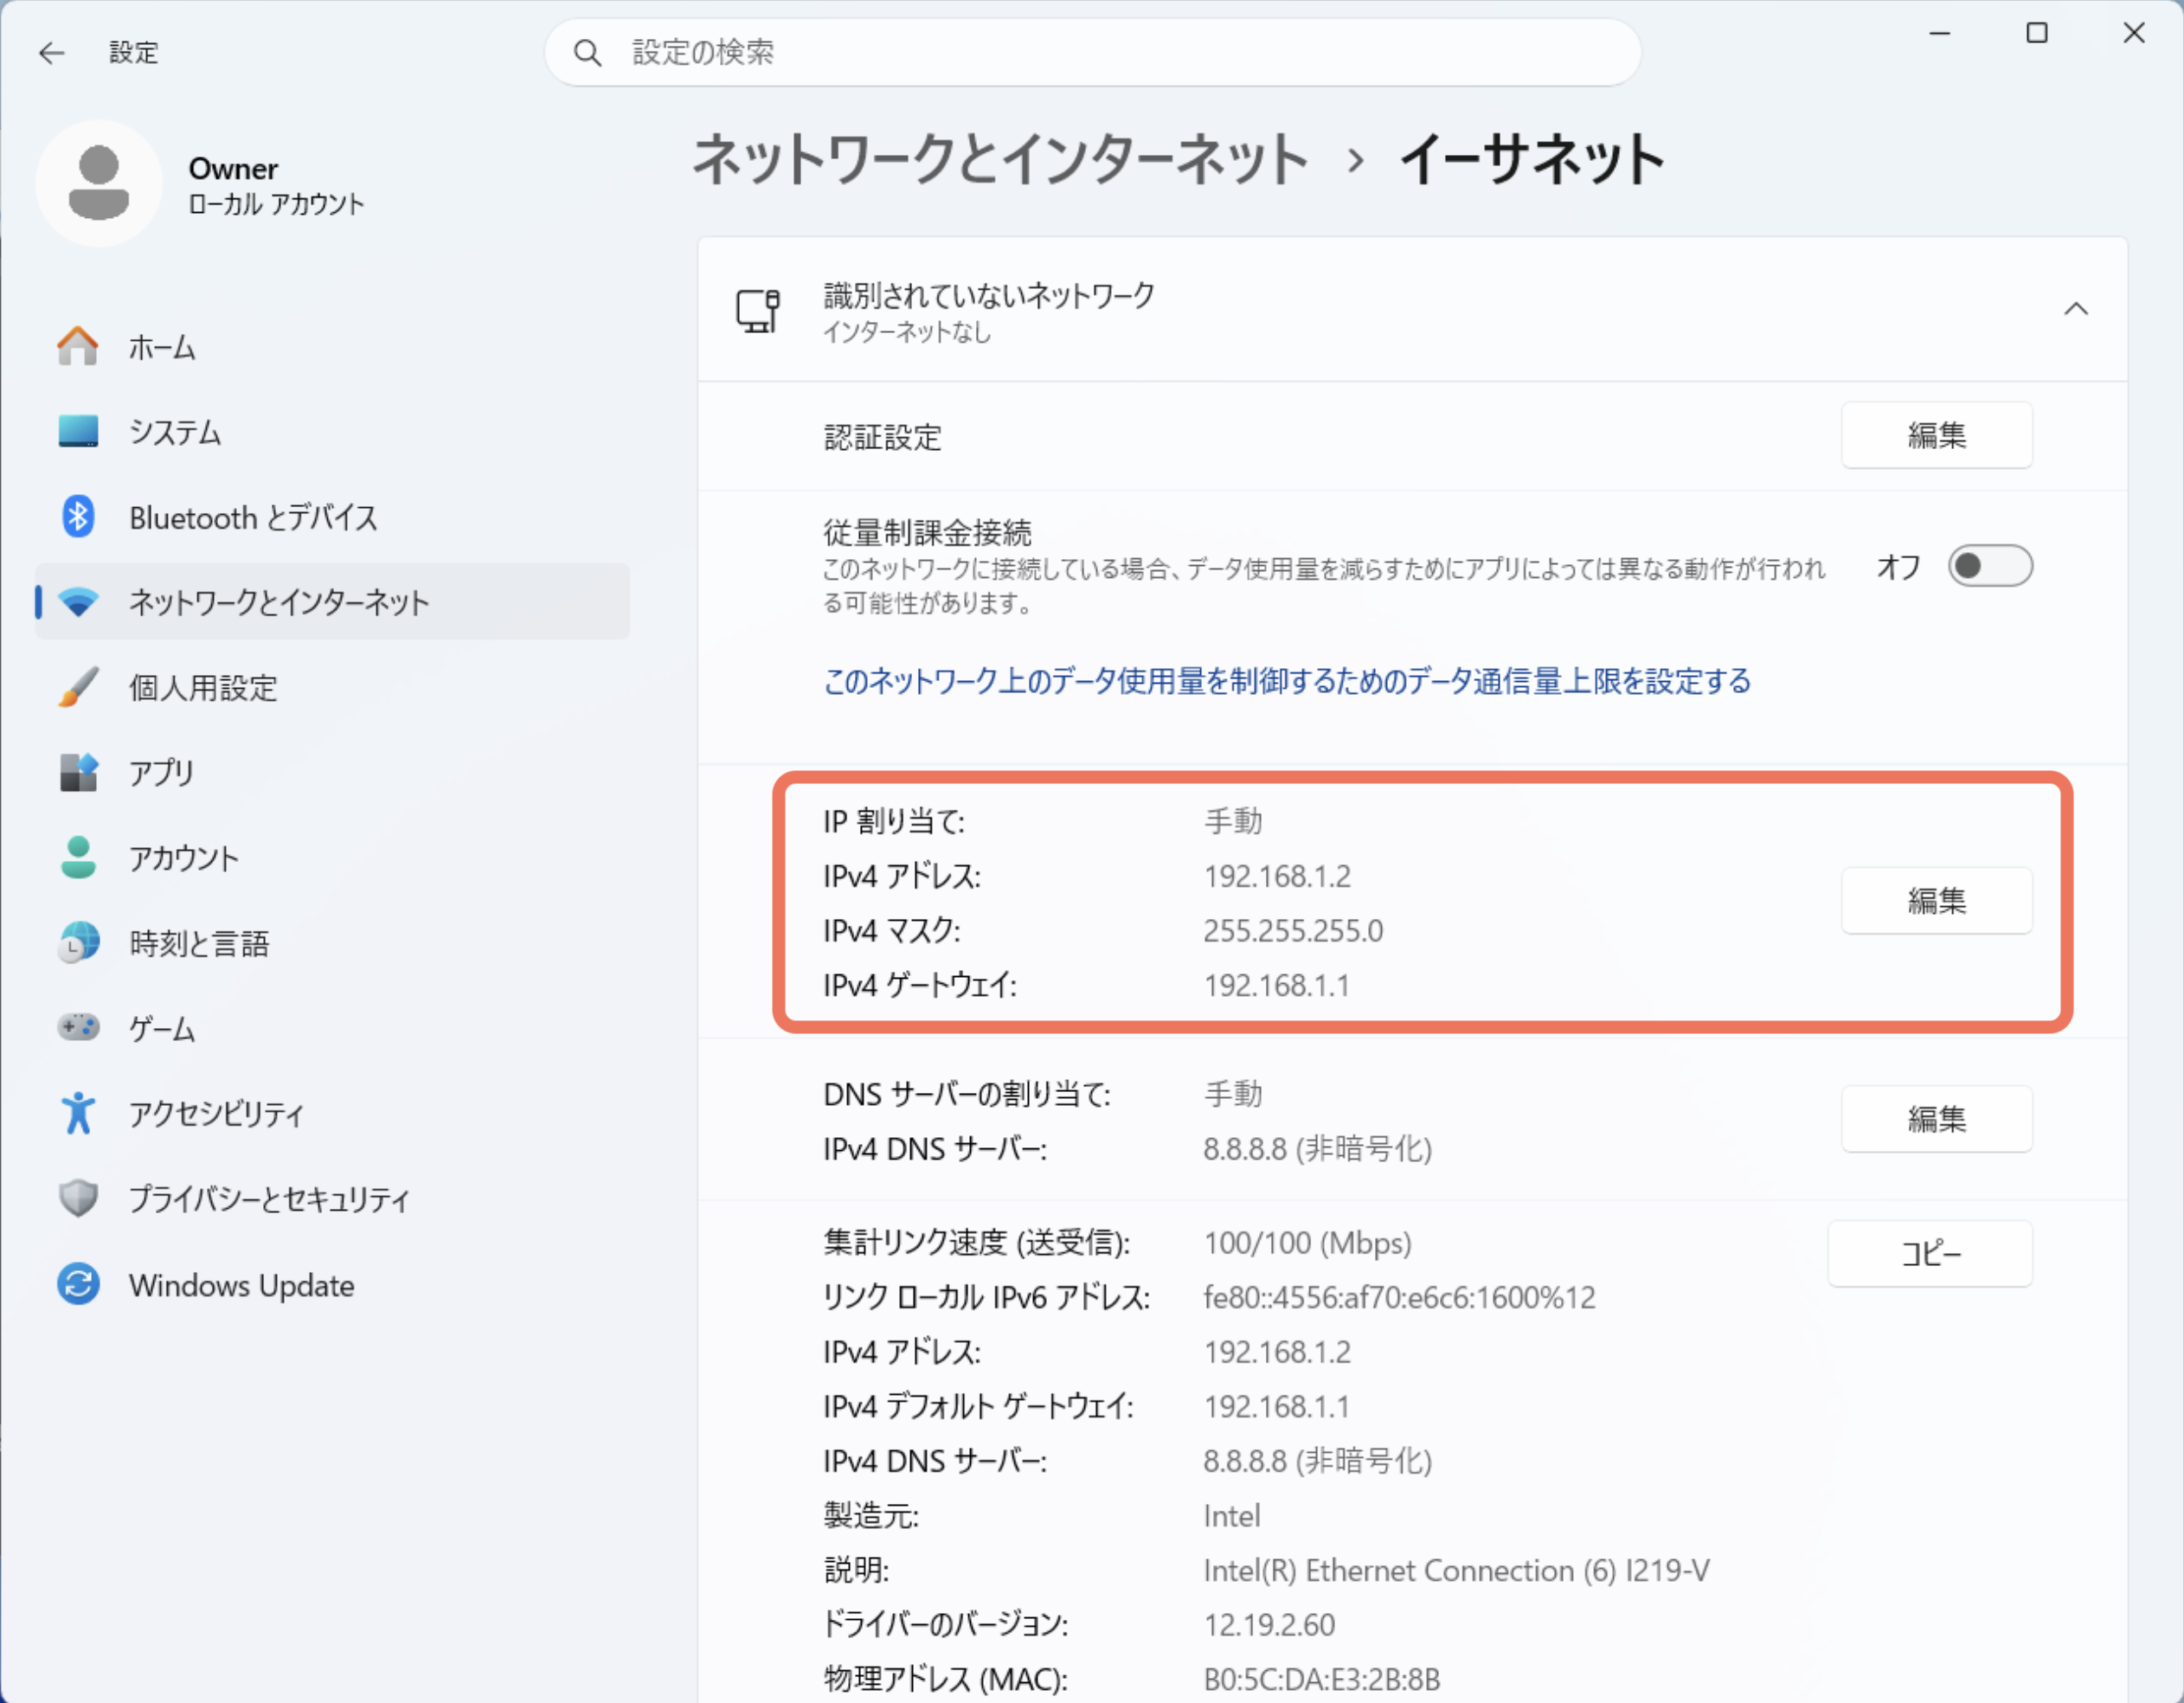 設定
設定の検索
Owner
ローカル アカウント
ホーム
システム
Bluetooth とデバイス
ネットワークとインターネット
個人用設定
アプリ
アカウント
時刻と言語
ゲーム
アクセシビリティ
プライバシーとセキュリティ
Windows Update
ネットワークとインターネット › イーサネット
識別されていないネットワーク
インターネットなし
認証設定 編集
従量制課金接続
このネットワークに接続している場合、データ使用量を減らすためにアプリによっては異なる動作が行われ
る可能性があります。
オフ
このネットワーク上のデータ使用量を制御するためのデータ通信量上限を設定する
IP 割り当て: 手動
IPv4 アドレス: 192.168.1.2
編集
IPv4 マスク: 255.255.255.0
IPv4 ゲートウェイ: 192.168.1.1
DNS サーバーの割り当て: 手動
編集
IPv4 DNS サーバー: 8.8.8.8 (非暗号化)
集計リンク速度 (送受信): 100/100 (Mbps)
コピー
リンク ローカル IPv6 アドレス: fe80::4556:af70:e6c6:1600%12
IPv4 アドレス: 192.168.1.2
IPv4 デフォルト ゲートウェイ: 192.168.1.1
IPv4 DNS サーバー: 8.8.8.8 (非暗号化)
製造元: Intel
説明: Intel(R) Ethernet Connection (6) I219-V
ドライバーのバージョン: 12.19.2.60
物理アドレス (MAC): B0:5C:DA:E3:2B:8B